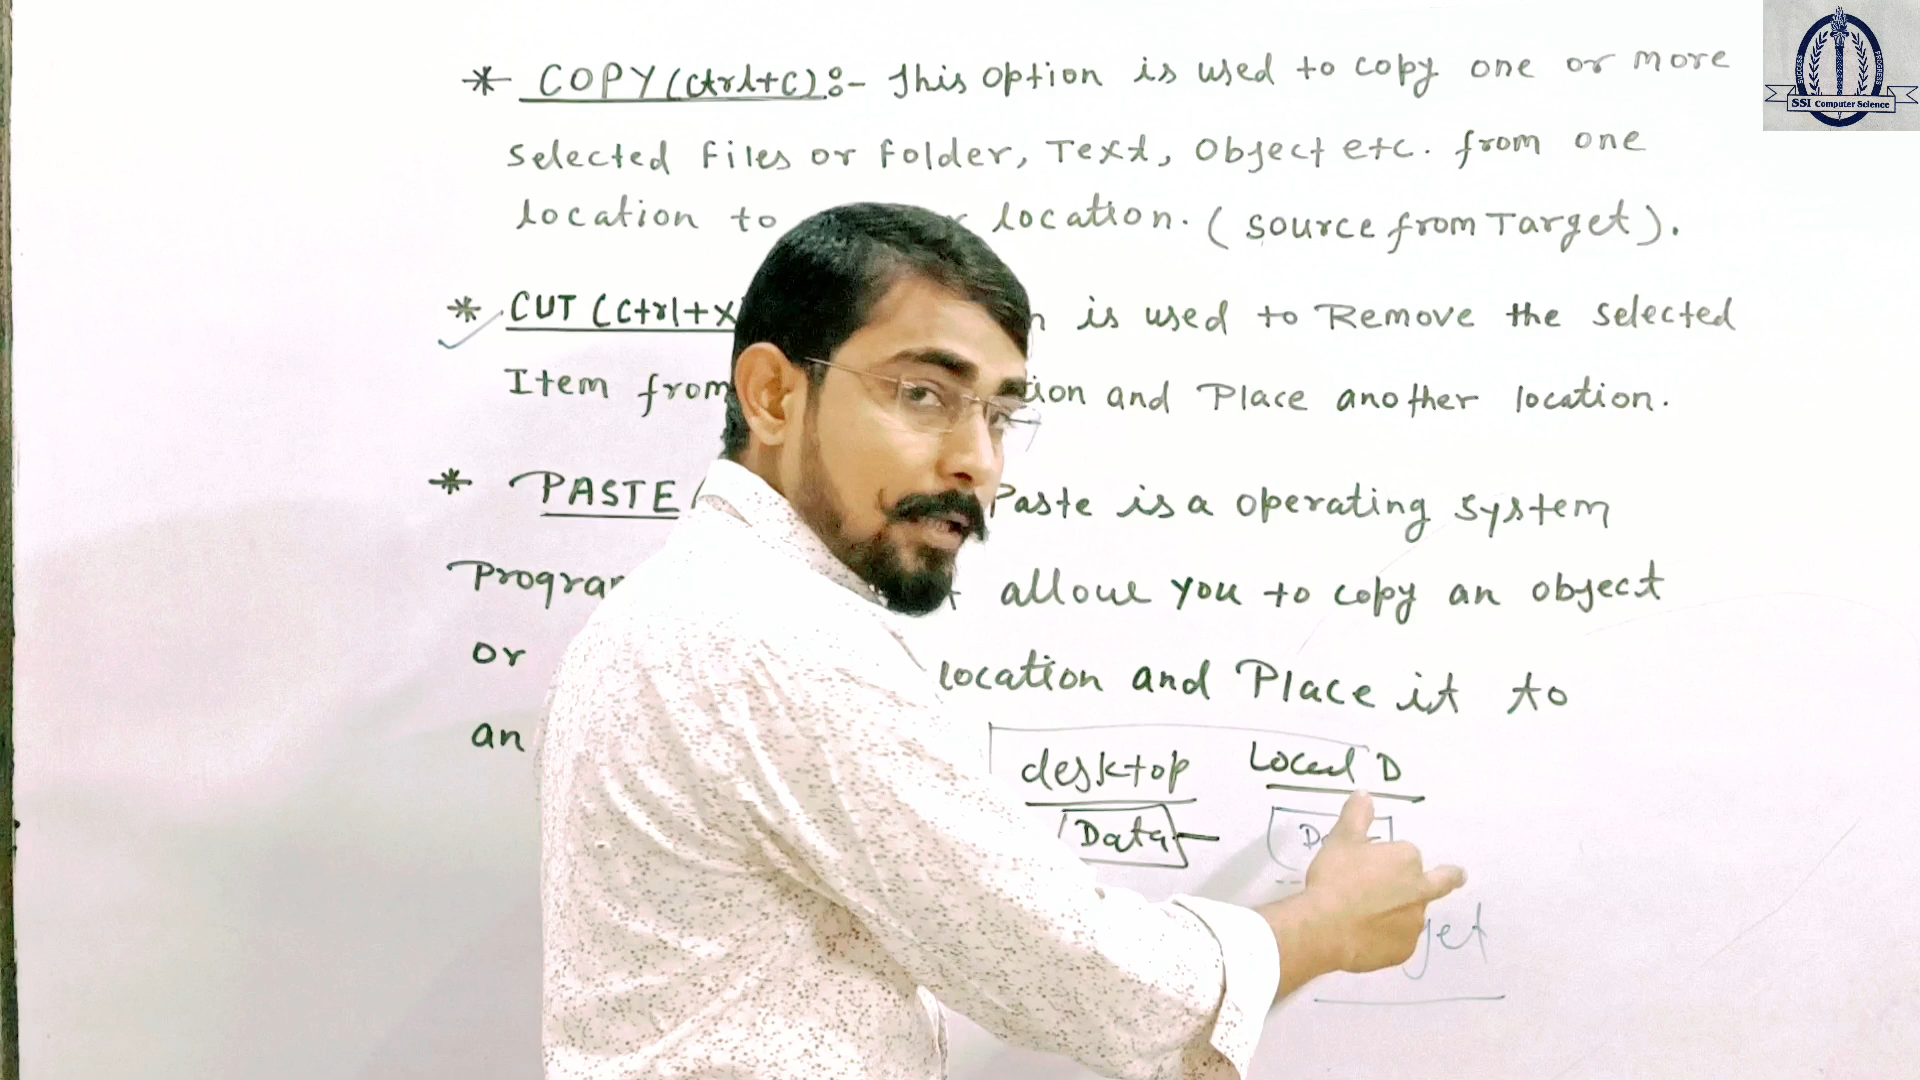 * COPY (Ctrl+C):- This option is used to copy one or more
selected files or folder, Text, Object etc. from one
location to location. (source from Target).
* CUT (Ctrl+X is used to Remove the selected
Item from and Place another location.
* PASTE Paste is a operating system
allow you to copy an object
or location and Place it to
an
desktop Local D
Data
SUCCESS
PROGRESS
SSI Computer Science